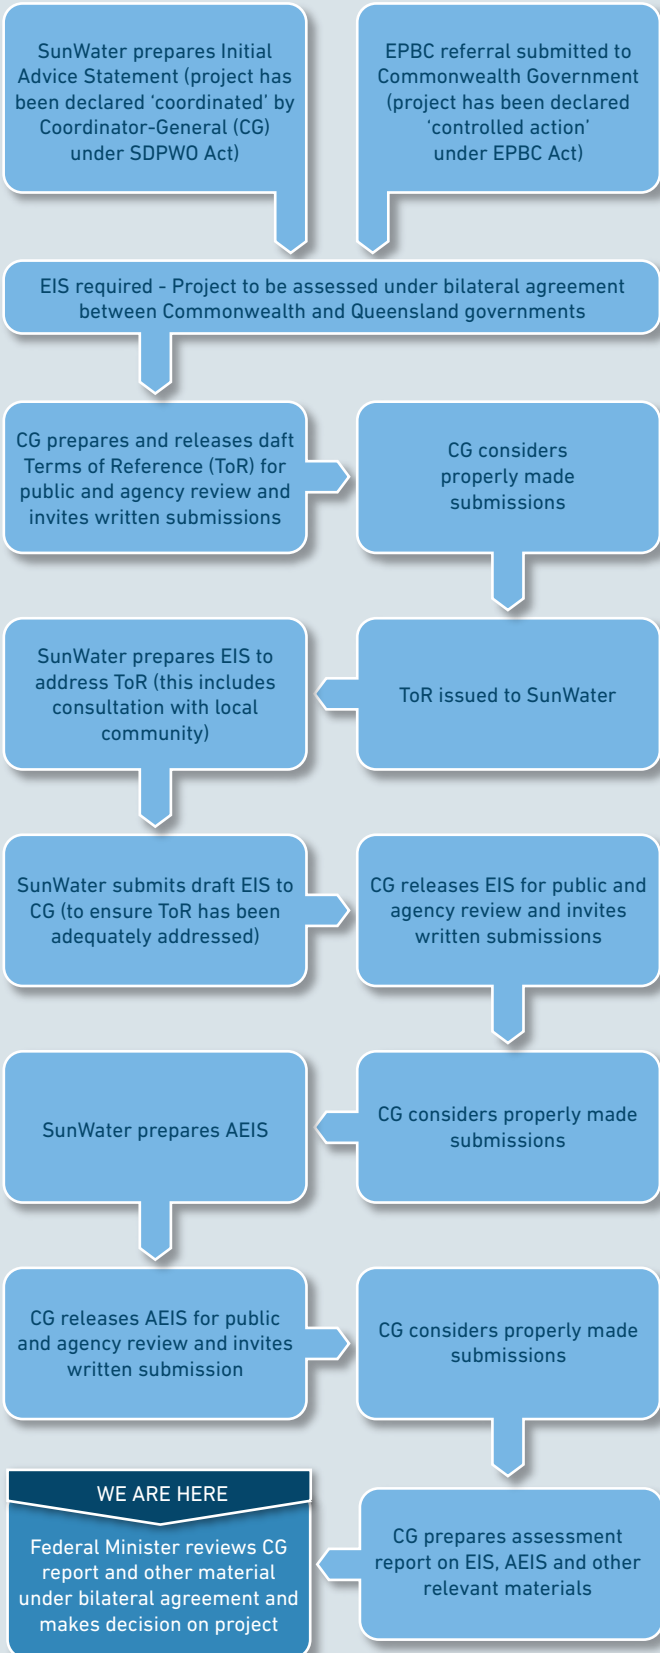 SunWater prepares Initial
Advice Statement (project has
been declared ‘coordinated’ by
Coordinator-General (CG)
under SDPWO Act)
EPBC referral submitted to
Commonwealth Government
(project has been declared
‘controlled action’
under EPBC Act)
EIS required - Project to be assessed under bilateral agreement
between Commonwealth and Queensland governments
CG prepares and releases daft
Terms of Reference (ToR) for
public and agency review and
invites written submissions
CG considers
properly made
submissions
ToR issued to SunWater
SunWater prepares EIS to
address ToR (this includes
consultation with local
community)
SunWater submits draft EIS to
CG (to ensure ToR has been
adequately addressed)
CG releases EIS for public and
agency review and invites
written submissions
CG considers properly made
submissions
SunWater prepares AEIS
CG releases AEIS for public
and agency review and invites
written submission
CG considers properly made
submissions
CG prepares assessment
report on EIS, AEIS and other
relevant materials
WE ARE HERE
Federal Minister reviews CG
report and other material
under bilateral agreement and
makes decision on project